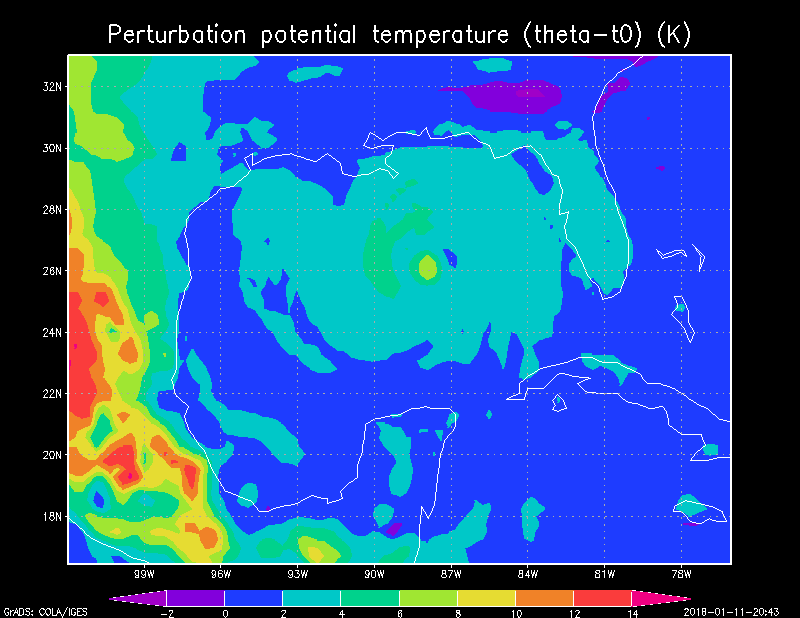 Perturbation potential temperature (theta-t0) (K)
32N
30N
28N
26N
24N
22N
20N
18N
99W 96W 93W 90W 87W 84W 81W 78W
-2 0 2 4 6 8 10 12 14
GrADS: COLA/IGES 2018-01-11-20:43